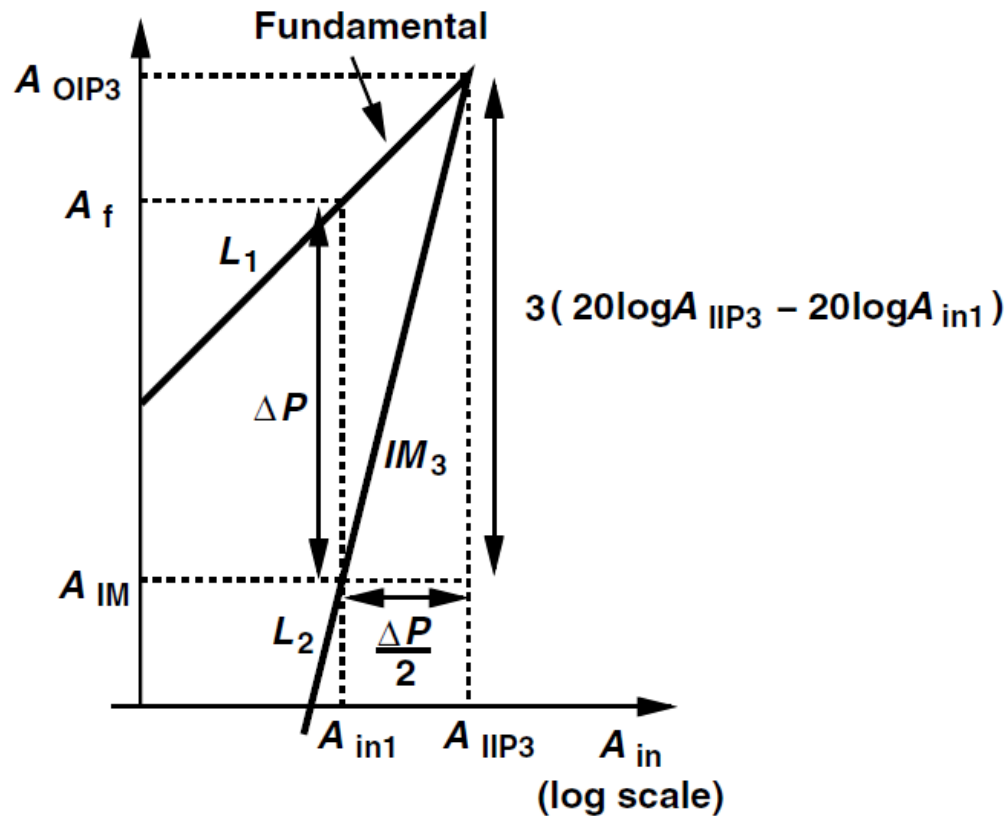 Fundamental
A OIP3
A f
L1
3 ( 20logA IIP3 – 20logA in1 )
ΔP
IM3
A IM
L2
ΔP
2
A in1
A IIP3
A in
(log scale)